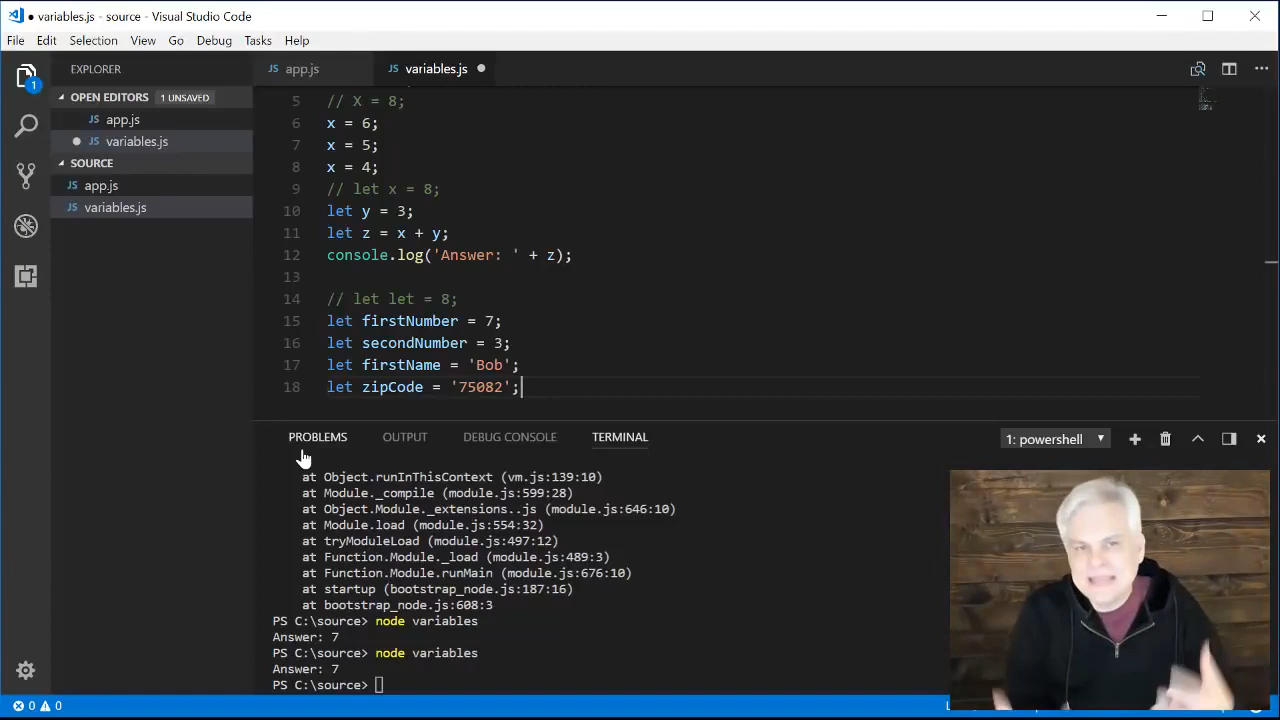 ● variables.js - source - Visual Studio Code
File Edit Selection View Go Debug Tasks Help
EXPLORER
JS app.js
JS variables.js ●
OPEN EDITORS 1 UNSAVED
JS app.js
● JS variables.js
SOURCE
JS app.js
JS variables.js
1
5 // X = 8;
6 x = 6;
7 x = 5;
8 x = 4;
9 // let x = 8;
10 let y = 3;
11 let z = x + y;
12 console.log('Answer: ' + z);
13
14 // let let = 8;
15 let firstNumber = 7;
16 let secondNumber = 3;
17 let firstName = 'Bob';
18 let zipCode = '75082';
PROBLEMS OUTPUT DEBUG CONSOLE TERMINAL 1: powershell
at Object.runInThisContext (vm.js:139:10)
at Module._compile (module.js:599:28)
at Object.Module._extensions..js (module.js:646:10)
at Module.load (module.js:554:32)
at tryModuleLoad (module.js:497:12)
at Function.Module._load (module.js:489:3)
at Function.Module.runMain (module.js:676:10)
at startup (bootstrap_node.js:187:16)
at bootstrap_node.js:608:3
PS C:\source> node variables
Answer: 7
PS C:\source> node variables
Answer: 7
PS C:\source>
0 0